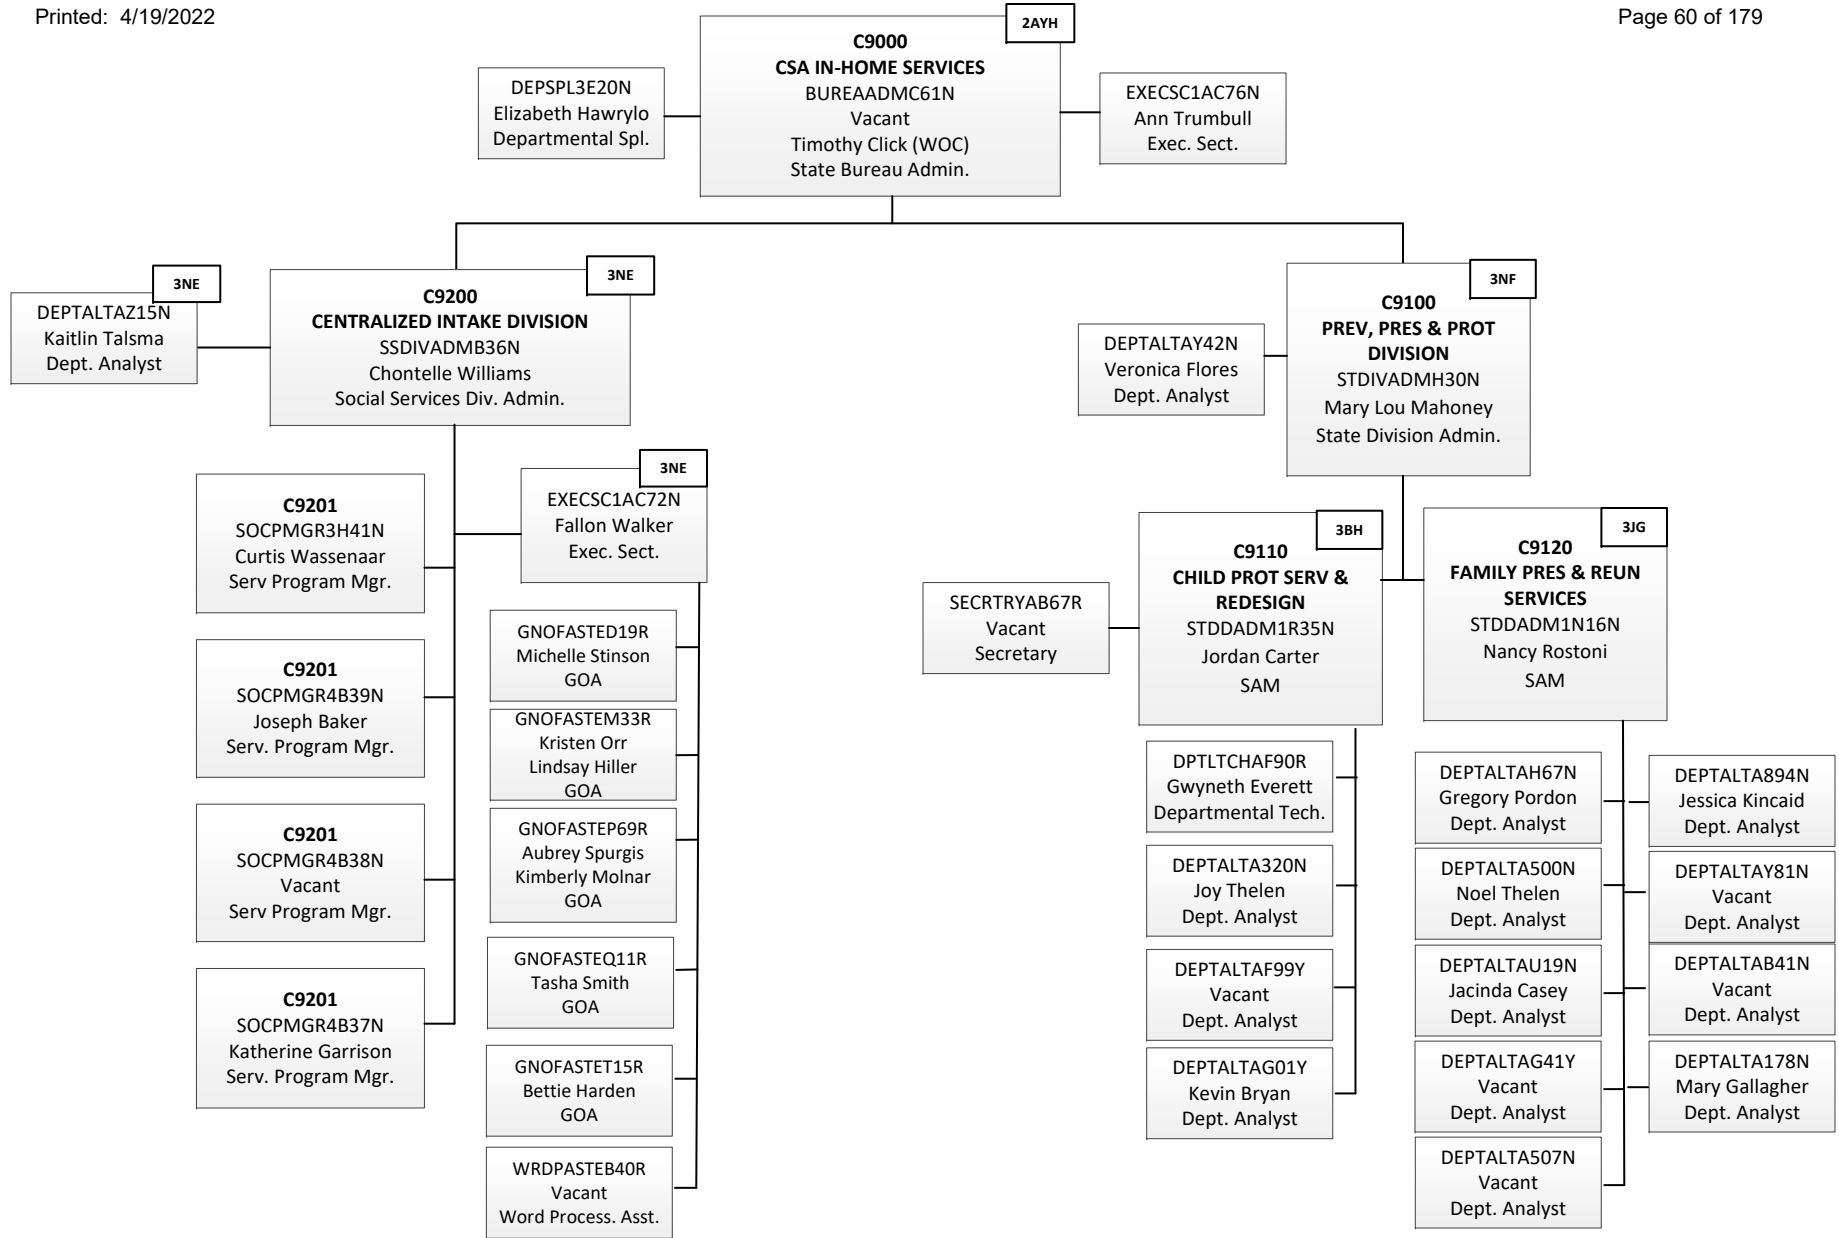 Printed: 4/19/2022
Page 60 of 179
2AYH
C9000
CSA IN-HOME SERVICES
BUREAADMC61N
Vacant
Timothy Click (WOC)
State Bureau Admin.
DEPSPL3E20N
Elizabeth Hawrylo
Departmental Spl.
EXECSC1AC76N
Ann Trumbull
Exec. Sect.
3NE
DEPTALTAZ15N
Kaitlin Talsma
Dept. Analyst
3NE
C9200
CENTRALIZED INTAKE DIVISION
SSDIVADMB36N
Chontelle Williams
Social Services Div. Admin.
C9201
SOCPMGR3H41N
Curtis Wassenaar
Serv Program Mgr.
C9201
SOCPMGR4B39N
Joseph Baker
Serv. Program Mgr.
C9201
SOCPMGR4B38N
Vacant
Serv Program Mgr.
C9201
SOCPMGR4B37N
Katherine Garrison
Serv. Program Mgr.
3NE
EXECSC1AC72N
Fallon Walker
Exec. Sect.
GNOFASTED19R
Michelle Stinson
GOA
GNOFASTEM33R
Kristen Orr
Lindsay Hiller
GOA
GNOFASTEP69R
Aubrey Spurgis
Kimberly Molnar
GOA
GNOFASTEQ11R
Tasha Smith
GOA
GNOFASTET15R
Bettie Harden
GOA
WRDPASTEB40R
Vacant
Word Process. Asst.
3NF
C9100
PREV, PRES & PROT
DIVISION
STDIVADMH30N
Mary Lou Mahoney
State Division Admin.
DEPTALTAY42N
Veronica Flores
Dept. Analyst
3BH
C9110
CHILD PROT SERV &
REDESIGN
STDDADM1R35N
Jordan Carter
SAM
SECRTRYAB67R
Vacant
Secretary
DPTLTCHAF90R
Gwyneth Everett
Departmental Tech.
DEPTALTA320N
Joy Thelen
Dept. Analyst
DEPTALTAF99Y
Vacant
Dept. Analyst
DEPTALTAG01Y
Kevin Bryan
Dept. Analyst
3JG
C9120
FAMILY PRES & REUN
SERVICES
STDDADM1N16N
Nancy Rostoni
SAM
DEPTALTAH67N
Gregory Pordon
Dept. Analyst
DEPTALTA500N
Noel Thelen
Dept. Analyst
DEPTALTAU19N
Jacinda Casey
Dept. Analyst
DEPTALTAG41Y
Vacant
Dept. Analyst
DEPTALTA507N
Vacant
Dept. Analyst
DEPTALTA894N
Jessica Kincaid
Dept. Analyst
DEPTALTAY81N
Vacant
Dept. Analyst
DEPTALTAB41N
Vacant
Dept. Analyst
DEPTALTA178N
Mary Gallagher
Dept. Analyst